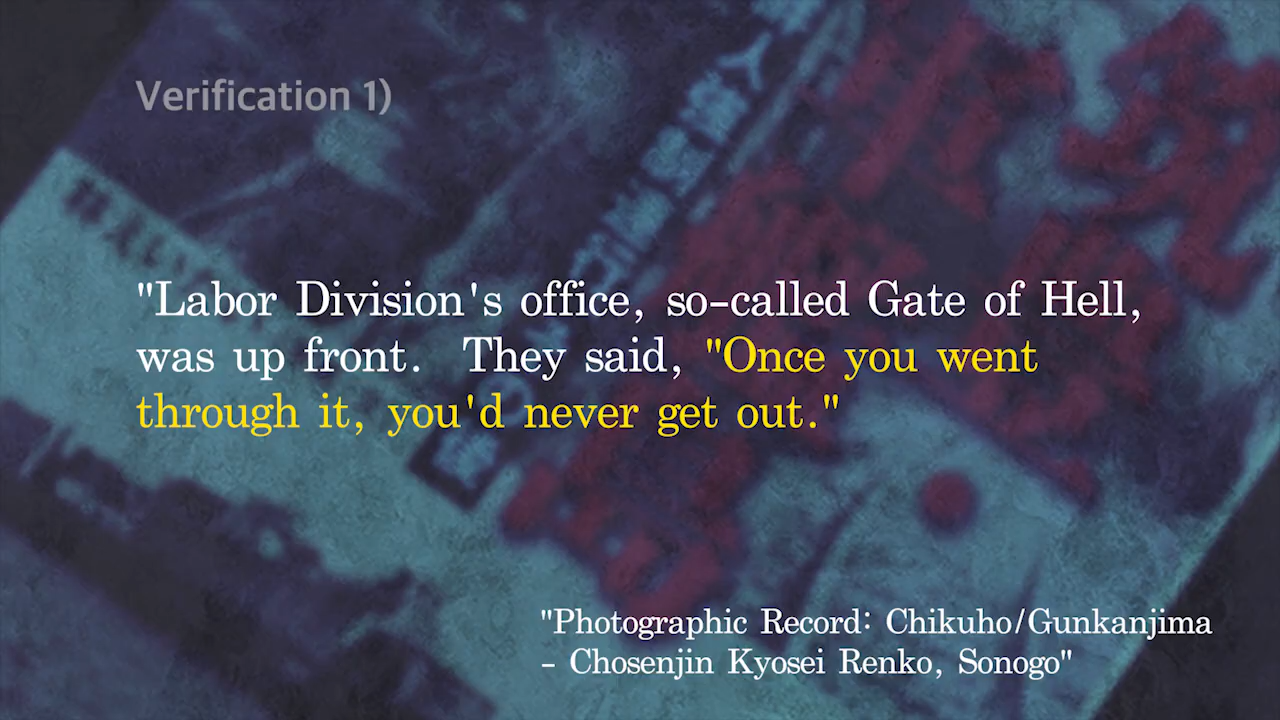 Verification 1)
"Labor Division's office, so-called Gate of Hell,
was up front.  They said, "Once you went
through it, you'd never get out."
"Photographic Record: Chikuho/Gunkanjima
- Chosenjin Kyosei Renko, Sonogo"